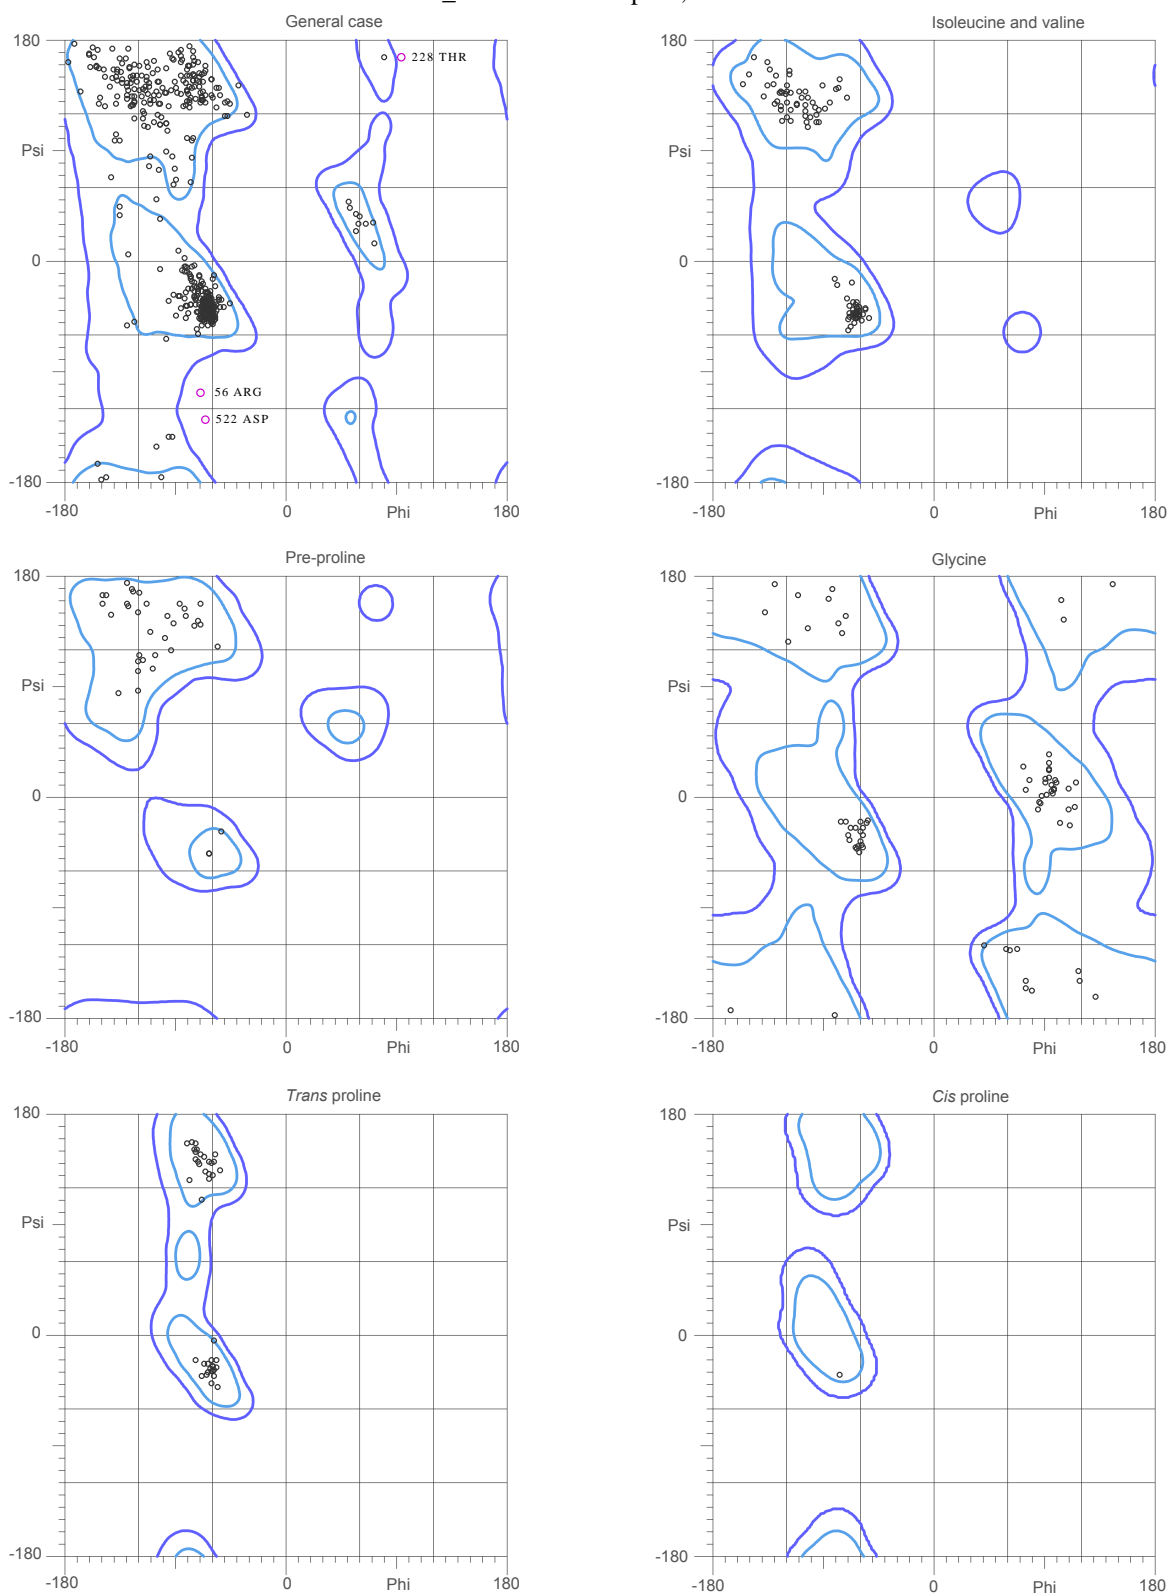 General case
180
228 THR
Psi
0
56 ARG
522 ASP
-180
-180
0
Phi
180
Isoleucine and valine
180
Psi
0
-180
-180
0
Phi
180
Pre-proline
180
Psi
0
-180
-180
0
Phi
180
Glycine
180
Psi
0
-180
-180
0
Phi
180
Trans proline
180
Psi
0
-180
-180
0
Phi
180
Cis proline
180
Psi
0
-180
-180
0
Phi
180